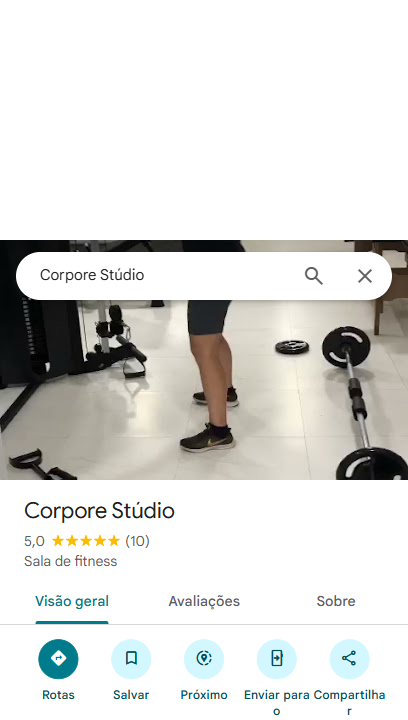 Corpore Stúdio
Corpore Stúdio
5,0 ★★★★★ (10)
Sala de fitness
Visão geral
Avaliações
Sobre
Rotas
Salvar
Próximo
Enviar para
o
Compartilha
r